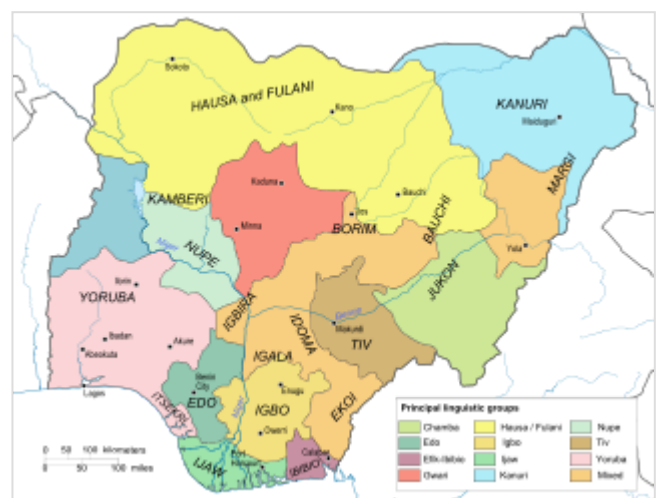 Sokoto
HAUSA and FULANI
Kano
KANURI
Maiduguri
MARGI
KAMBERI
Kaduna
Bauchi
BAUCHI
Jos
BORIM
Minna
Yola
Niger
NUPE
JUKON
Ilorin
YORUBA
IGBIRA
Benue
Makurdi
IDOMA
TIV
Ibadan
Akure
Abeokuta
IGALA
Lagos
Benin
City
EDO
Enugu
ITSEKIRI
Niger
IGBO
EKOI
Owerri
IJAW
Port
Harcourt
Calabar
IBIBIO
0 50 100 kilometers
0 50 100 miles
Principal linguistic groups
Chamba
Hausa / Fulani
Nupe
Edo
Igbo
Tiv
Efik-Ibibio
Ijaw
Yoruba
Gwari
Kanuri
Mixed